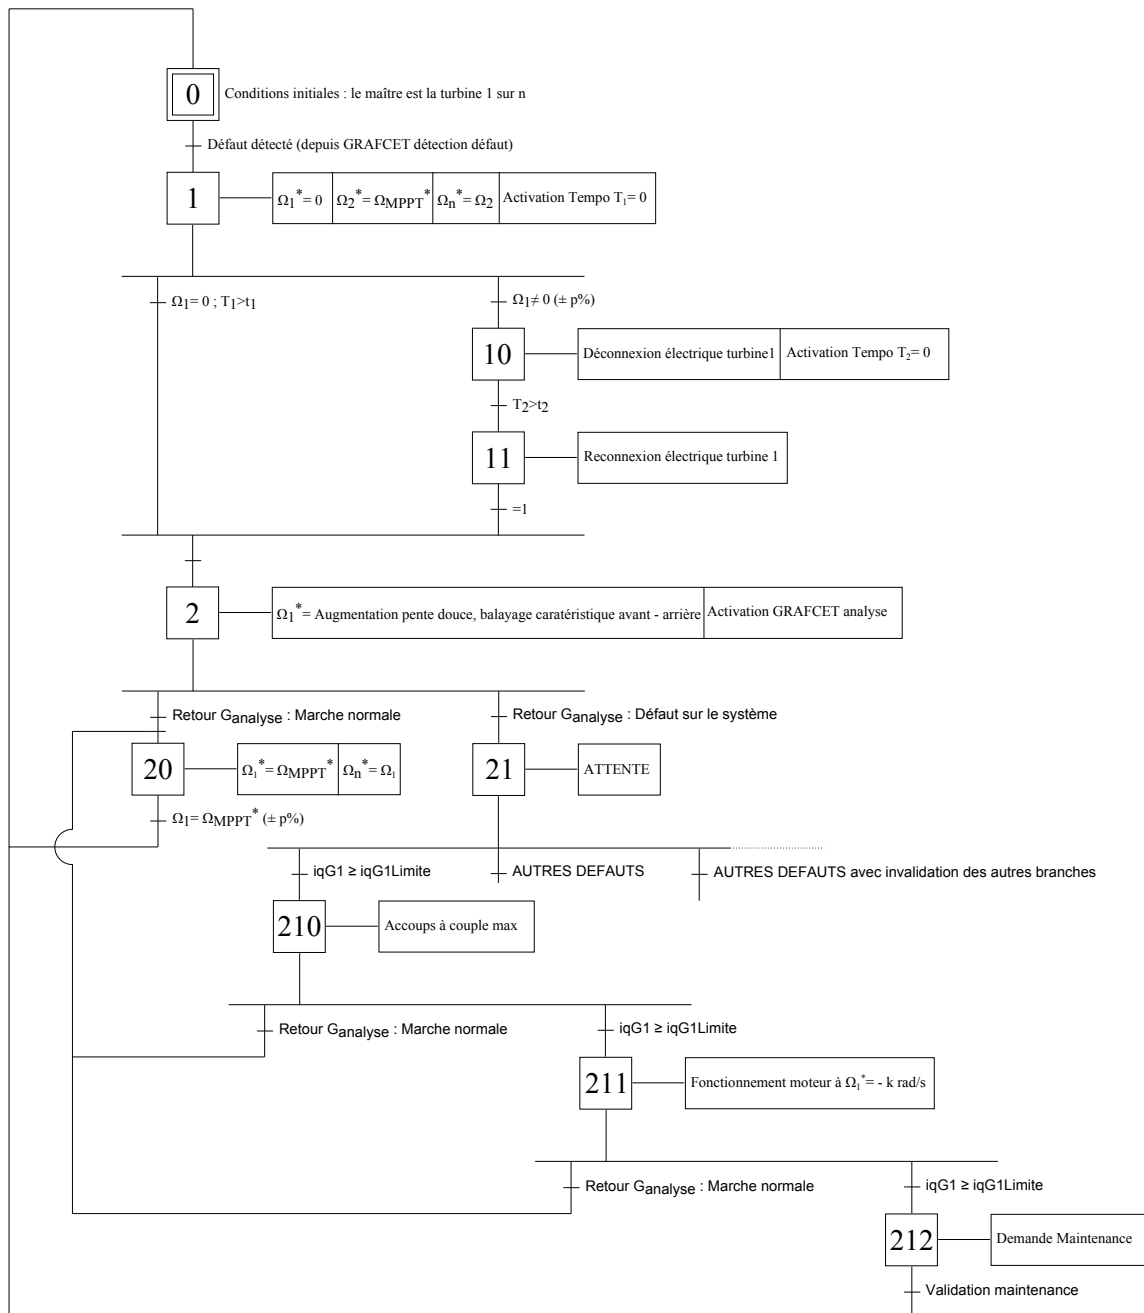 0
Conditions initiales : le maître est la turbine 1 sur n
Défaut détecté (depuis GRAFCET détection défaut)
1
Ω1*= 0
Ω2*= ΩMPPT*
Ωn*= Ω2
Activation Tempo T1= 0
Ω1= 0 ; T1>t1
Ω1≠ 0 (± p%)
10
Déconnexion électrique turbine1
Activation Tempo T2= 0
T2>t2
11
Reconnexion électrique turbine 1
=1
2
Ω1*= Augmentation pente douce, balayage caratéristique avant - arrière
Activation GRAFCET analyse
Retour Ganalyse : Marche normale
Retour Ganalyse : Défaut sur le système
20
Ω1*= ΩMPPT*
Ωn*= Ω1
21
ATTENTE
Ω1= ΩMPPT* (± p%)
iqG1 ≥ iqG1Limite
AUTRES DEFAUTS
AUTRES DEFAUTS avec invalidation des autres branches
210
Accoups à couple max
Retour Ganalyse : Marche normale
iqG1 ≥ iqG1Limite
211
Fonctionnement moteur à Ω1*= - k rad/s
Retour Ganalyse : Marche normale
iqG1 ≥ iqG1Limite
212
Demande Maintenance
Validation maintenance